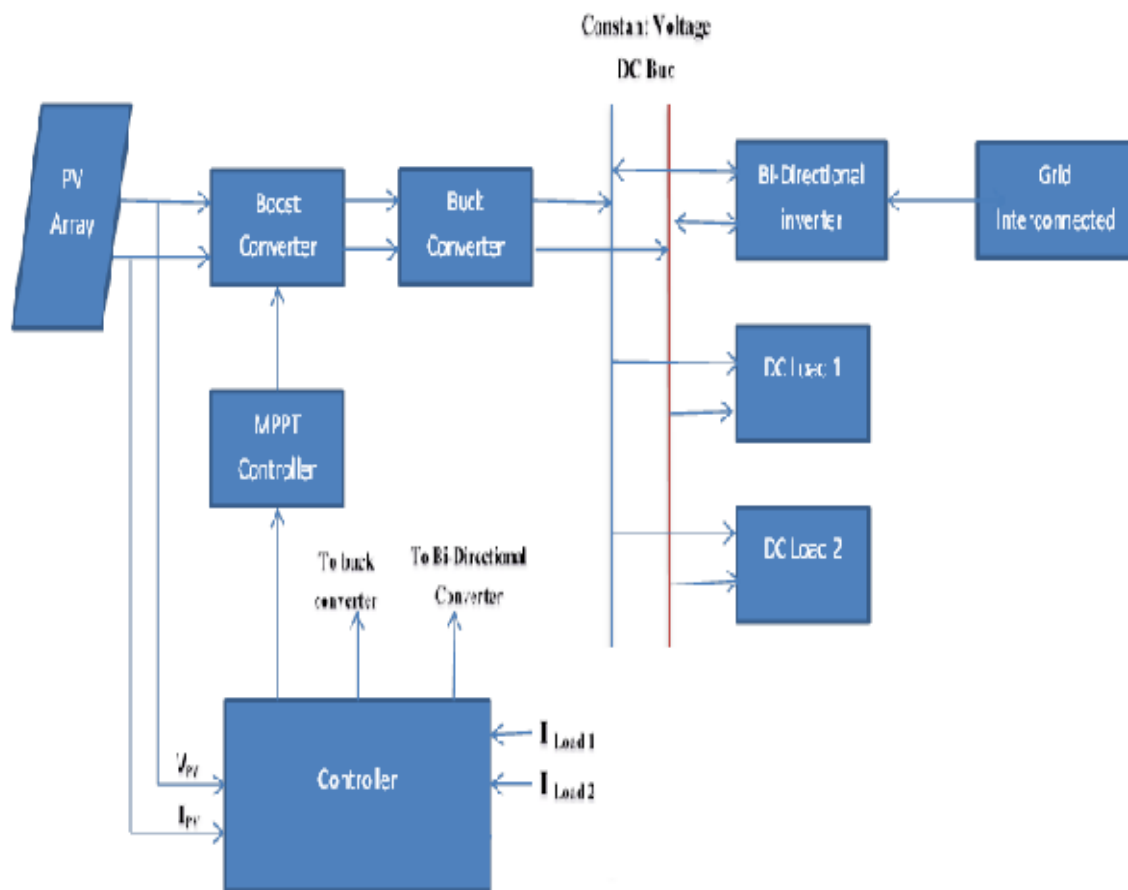 Constant Voltage
DC Buc
PV
Array
Boost
Converter
Buck
Converter
Bi-Directional
inverter
Grid
Interconnected
MPPT
Controller
DC Load 1
DC Load 2
To buck
converter
To Bi-Directional
Converter
Controller
V PV
I PV
I Load 1
I Load 2